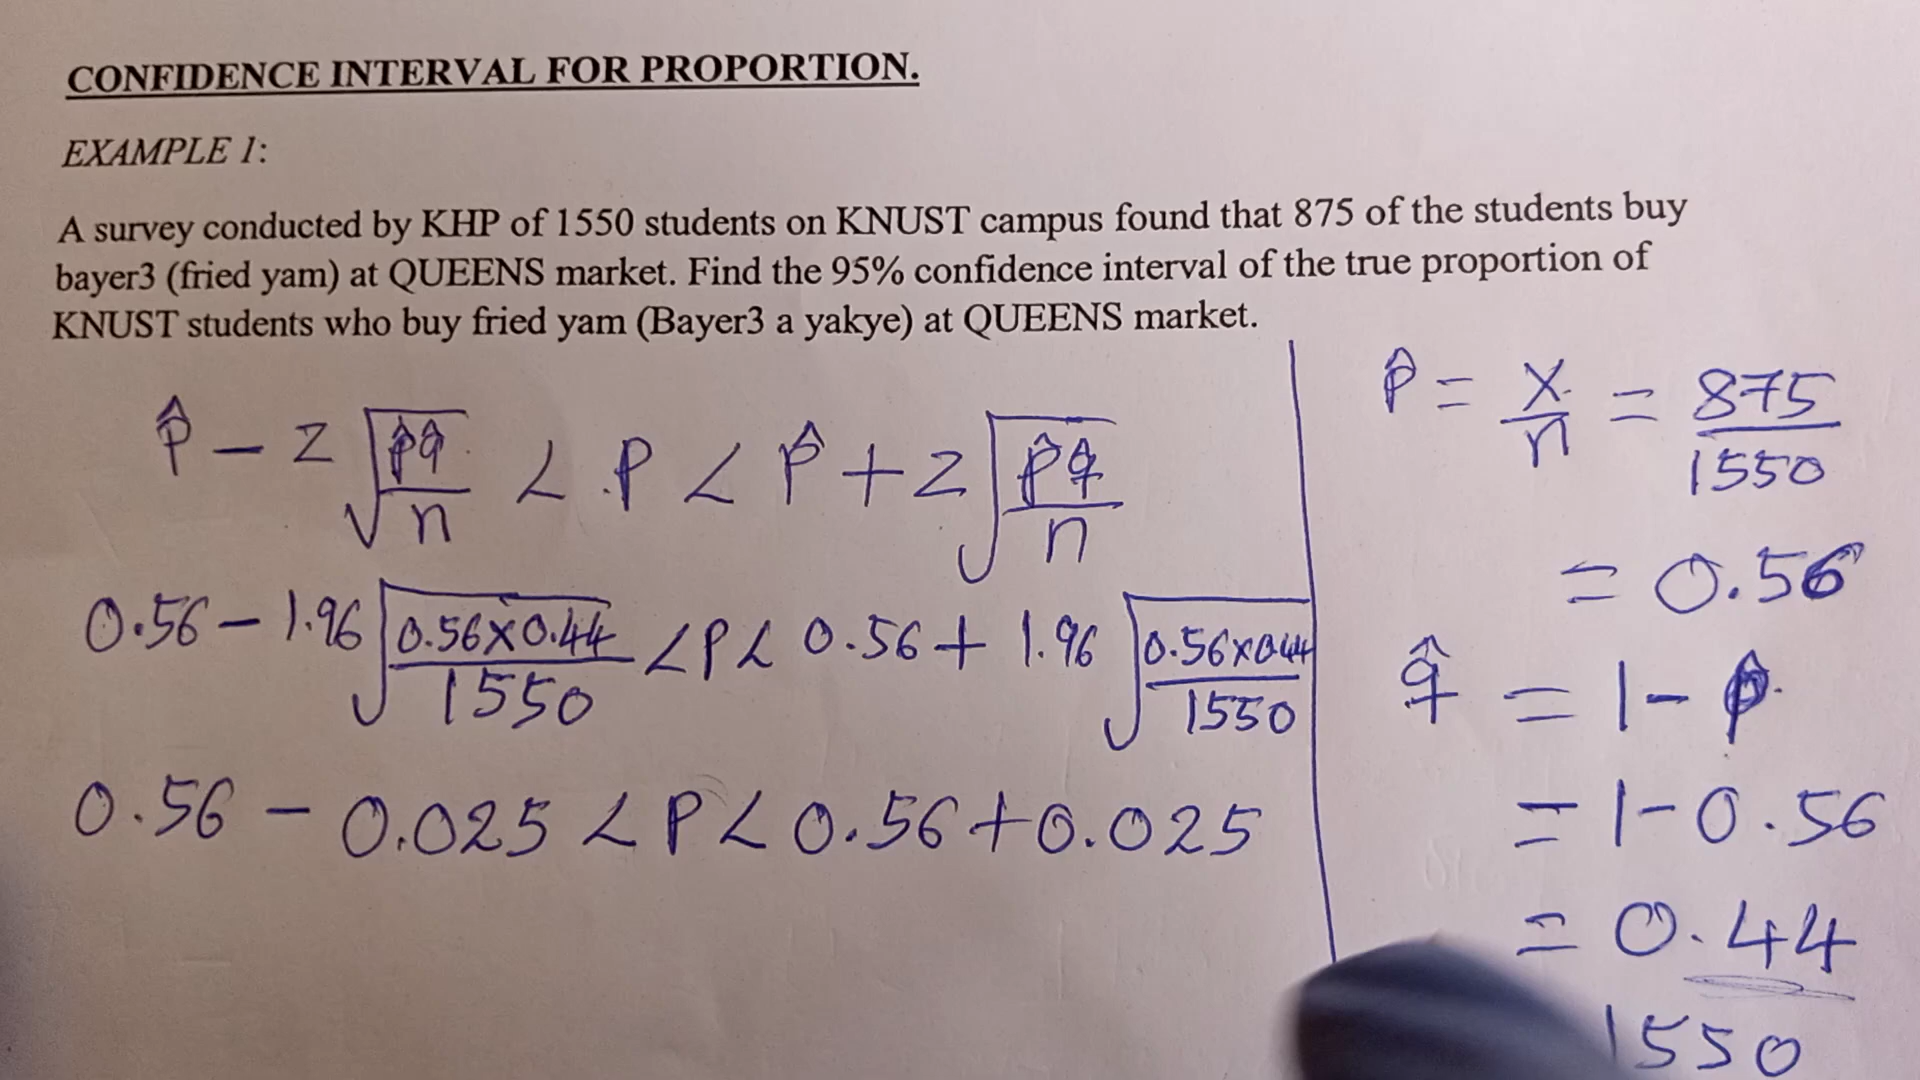 CONFIDENCE INTERVAL FOR PROPORTION.
EXAMPLE 1:
A survey conducted by KHP of 1550 students on KNUST campus found that 875 of the students buy
bayer3 (fried yam) at QUEENS market. Find the 95% confidence interval of the true proportion of
KNUST students who buy fried yam (Bayer3 a yakye) at QUEENS market.
p̂ - z √(p̂q̂/n) < P < p̂ + z √(p̂q̂/n)
0.56 - 1.96 √(0.56×0.44/1550) < P < 0.56 + 1.96 √(0.56×0.44/1550)
0.56 - 0.025 < P < 0.56 + 0.025
p̂ = x/n = 875/1550
= 0.56
q̂ = 1 - p̂
= 1 - 0.56
= 0.44
1550